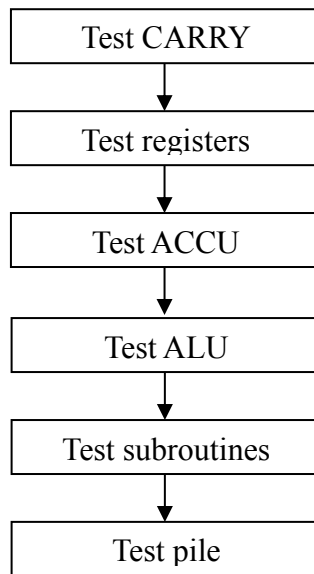 Test CARRY
Test registers
Test ACCU
Test ALU
Test subroutines
Test pile